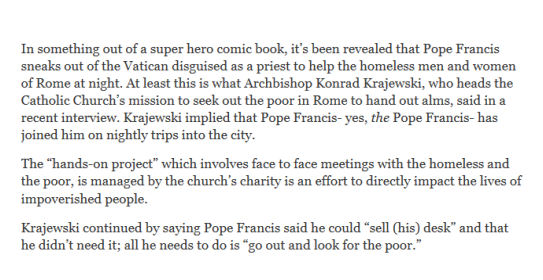 In something out of a super hero comic book, it’s been revealed that Pope Francis
sneaks out of the Vatican disguised as a priest to help the homeless men and women
of Rome at night. At least this is what Archbishop Konrad Krajewski, who heads the
Catholic Church’s mission to seek out the poor in Rome to hand out alms, said in a
recent interview. Krajewski implied that Pope Francis- yes, the Pope Francis- has
joined him on nightly trips into the city.
The “hands-on project” which involves face to face meetings with the homeless and
the poor, is managed by the church’s charity is an effort to directly impact the lives of
impoverished people.
Krajewski continued by saying Pope Francis said he could “sell (his) desk” and that
he didn’t need it; all he needs to do is “go out and look for the poor.”